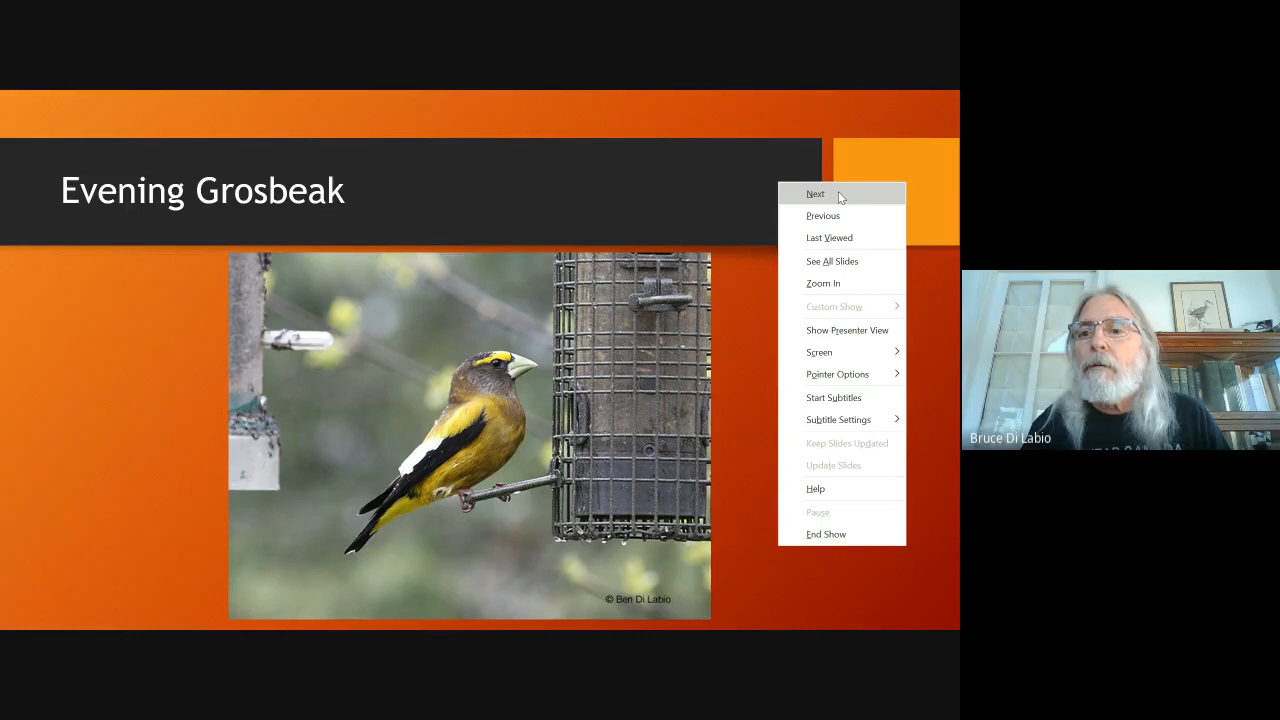 Evening Grosbeak
Next
Previous
Last Viewed
See All Slides
Zoom In
Custom Show
Show Presenter View
Screen
Pointer Options
Start Subtitles
Subtitle Settings
Keep Slides Updated
Update Slides
Help
Pause
End Show
© Ben Di Labio
Bruce Di Labio